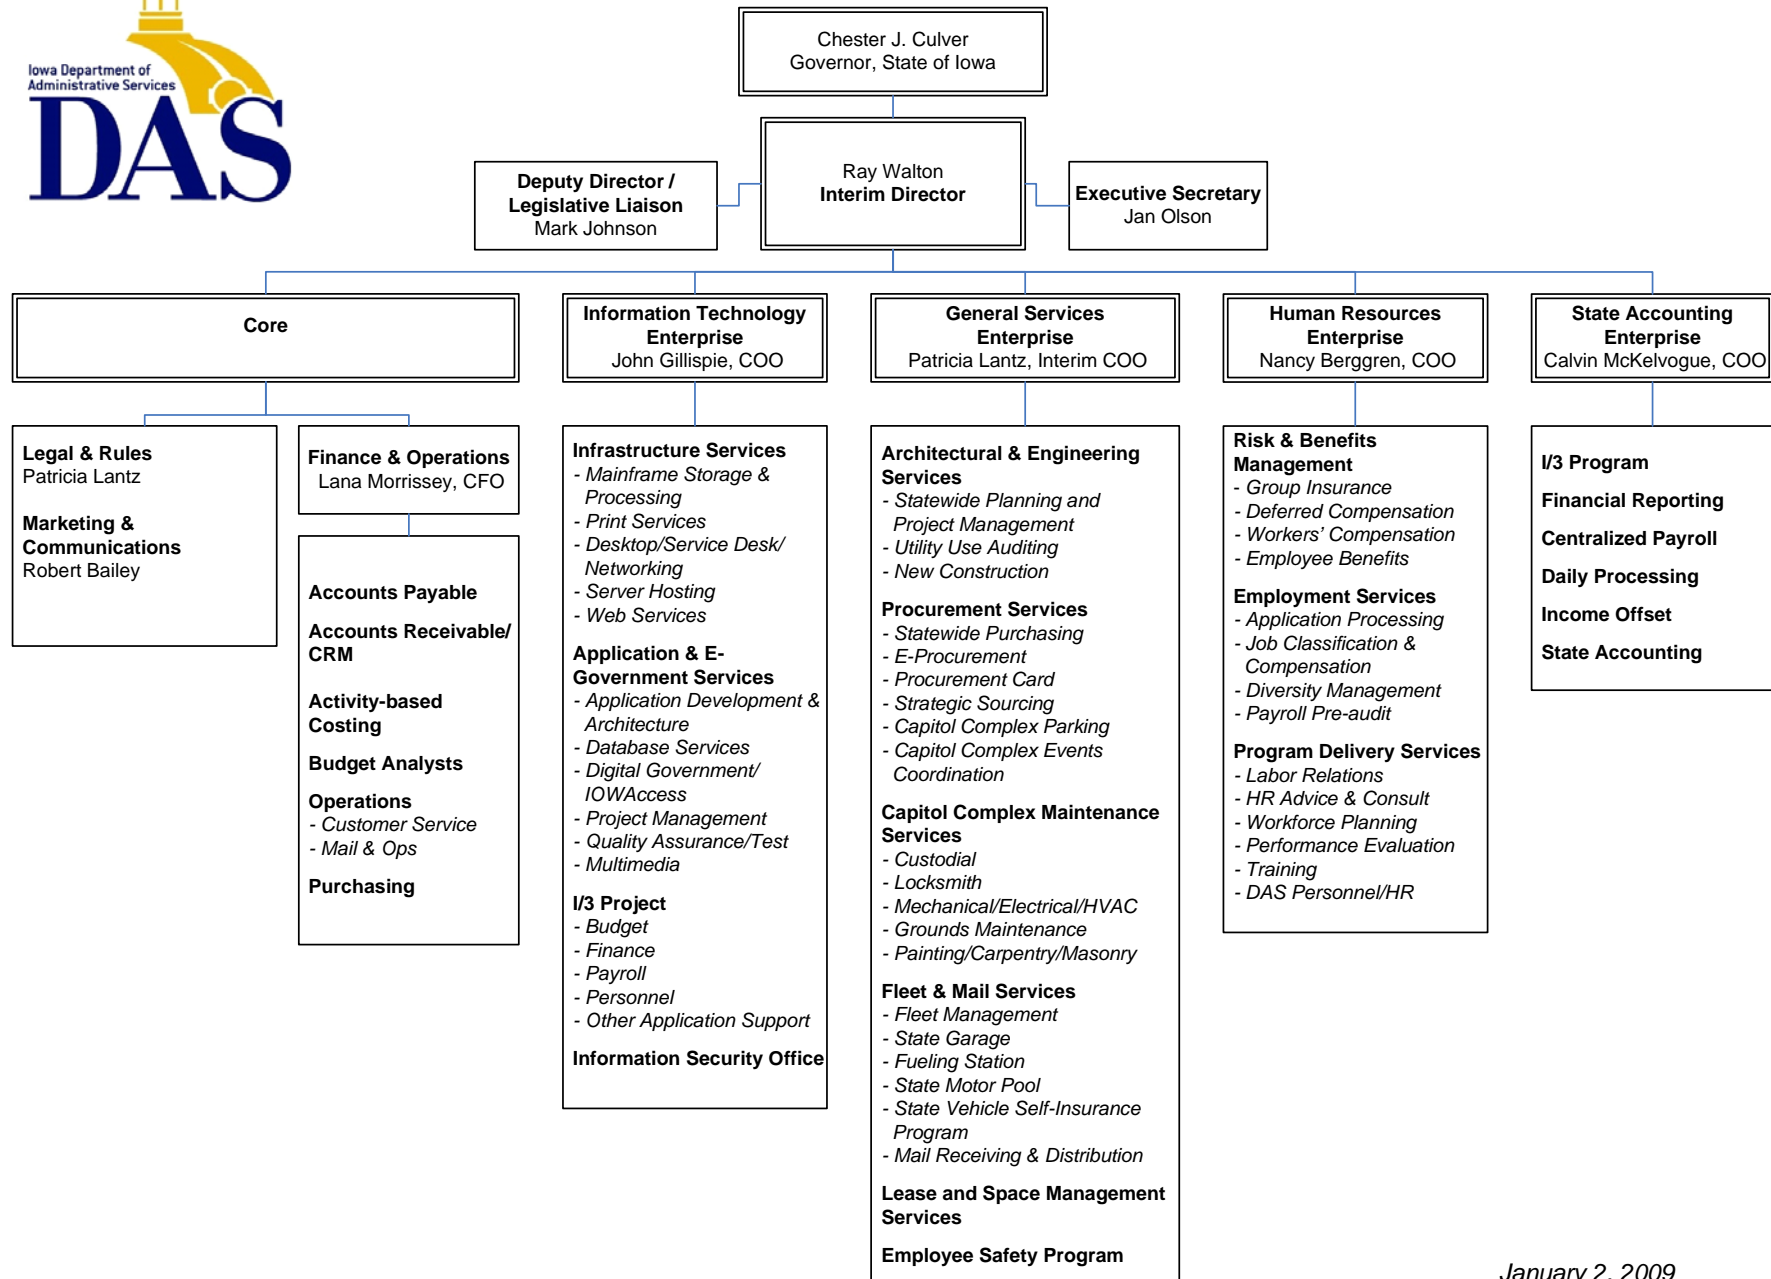 Iowa Department of
Administrative Services
DAS
Chester J. Culver
Governor, State of Iowa
Ray Walton
Interim Director
Deputy Director /
Legislative Liaison
Mark Johnson
Executive Secretary
Jan Olson
Core
Information Technology
Enterprise
John Gillispie, COO
General Services
Enterprise
Patricia Lantz, Interim COO
Human Resources
Enterprise
Nancy Berggren, COO
State Accounting
Enterprise
Calvin McKelvogue, COO
Legal & Rules
Patricia Lantz
Marketing &
Communications
Robert Bailey
Finance & Operations
Lana Morrissey, CFO
Accounts Payable
Accounts Receivable/
CRM
Activity-based
Costing
Budget Analysts
Operations
- Customer Service
- Mail & Ops
Purchasing
Infrastructure Services
- Mainframe Storage &
Processing
- Print Services
- Desktop/Service Desk/
Networking
- Server Hosting
- Web Services
Application & E-
Government Services
- Application Development &
Architecture
- Database Services
- Digital Government/
IOWAccess
- Project Management
- Quality Assurance/Test
- Multimedia
I/3 Project
- Budget
- Finance
- Payroll
- Personnel
- Other Application Support
Information Security Office
Architectural & Engineering
Services
- Statewide Planning and
Project Management
- Utility Use Auditing
- New Construction
Procurement Services
- Statewide Purchasing
- E-Procurement
- Procurement Card
- Strategic Sourcing
- Capitol Complex Parking
- Capitol Complex Events
Coordination
Capitol Complex Maintenance
Services
- Custodial
- Locksmith
- Mechanical/Electrical/HVAC
- Grounds Maintenance
- Painting/Carpentry/Masonry
Fleet & Mail Services
- Fleet Management
- State Garage
- Fueling Station
- State Motor Pool
- State Vehicle Self-Insurance
Program
- Mail Receiving & Distribution
Lease and Space Management
Services
Employee Safety Program
Risk & Benefits
Management
- Group Insurance
- Deferred Compensation
- Workers' Compensation
- Employee Benefits
Employment Services
- Application Processing
- Job Classification &
Compensation
- Diversity Management
- Payroll Pre-audit
Program Delivery Services
- Labor Relations
- HR Advice & Consult
- Workforce Planning
- Performance Evaluation
- Training
- DAS Personnel/HR
I/3 Program
Financial Reporting
Centralized Payroll
Daily Processing
Income Offset
State Accounting
January 2, 2009